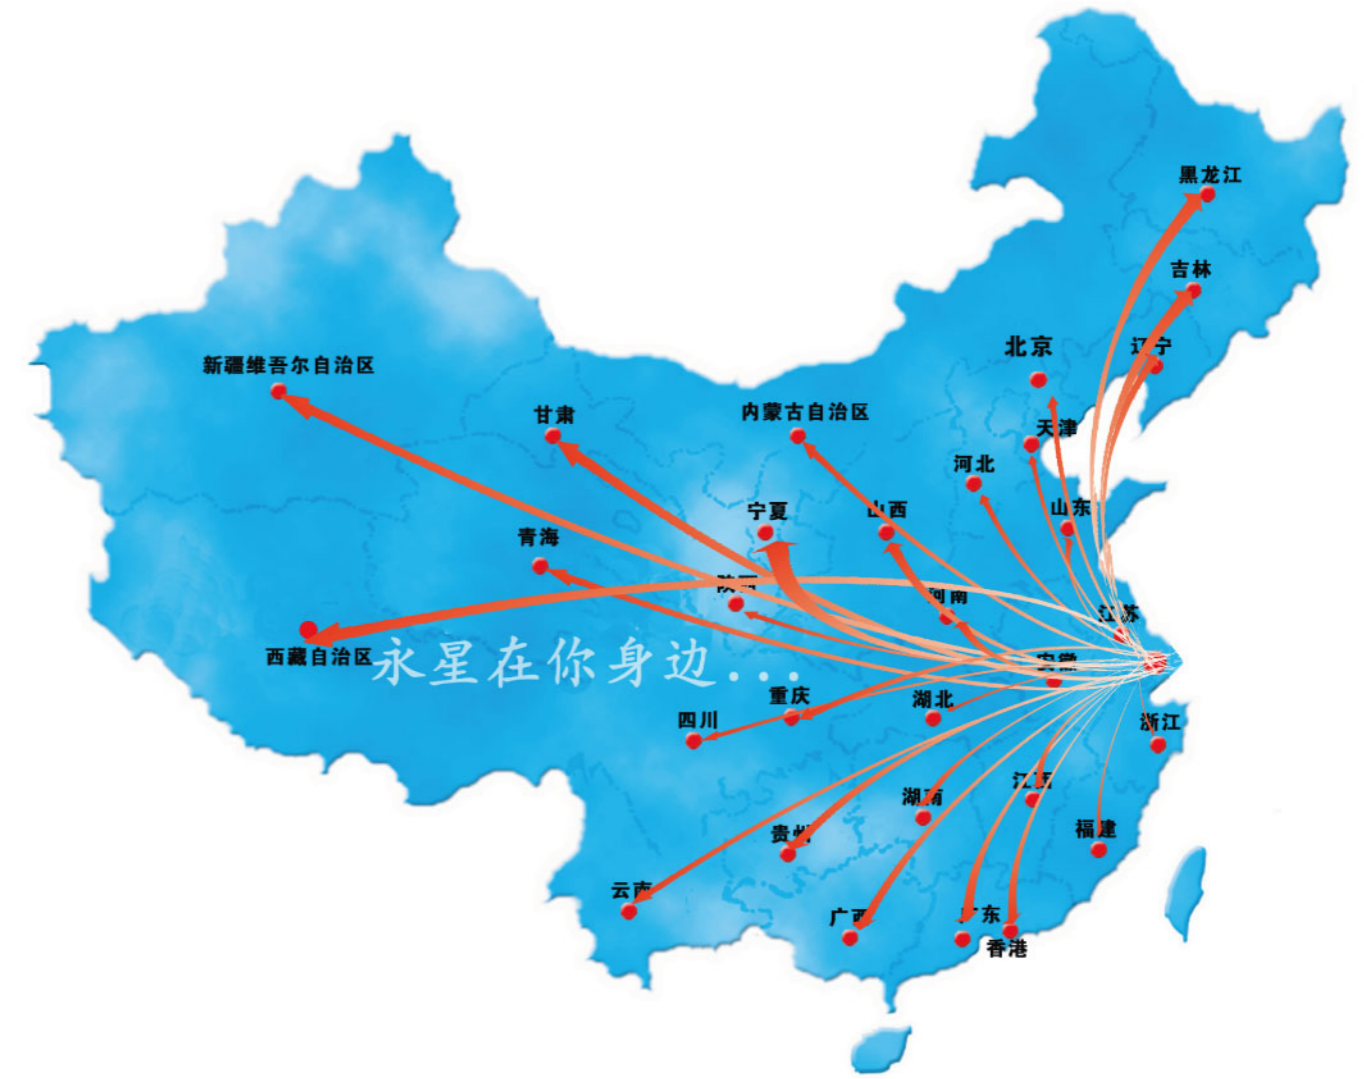 黑龙江
吉林
北京
辽宁
新疆维吾尔自治区
甘肃
内蒙古自治区
天津
河北
宁夏
山西
山东
青海
陕西
河南
江苏
西藏自治区
永星在你身边...
安徽
重庆
湖北
四川
浙江
湖南
江西
贵州
福建
云南
广西
广东
香港